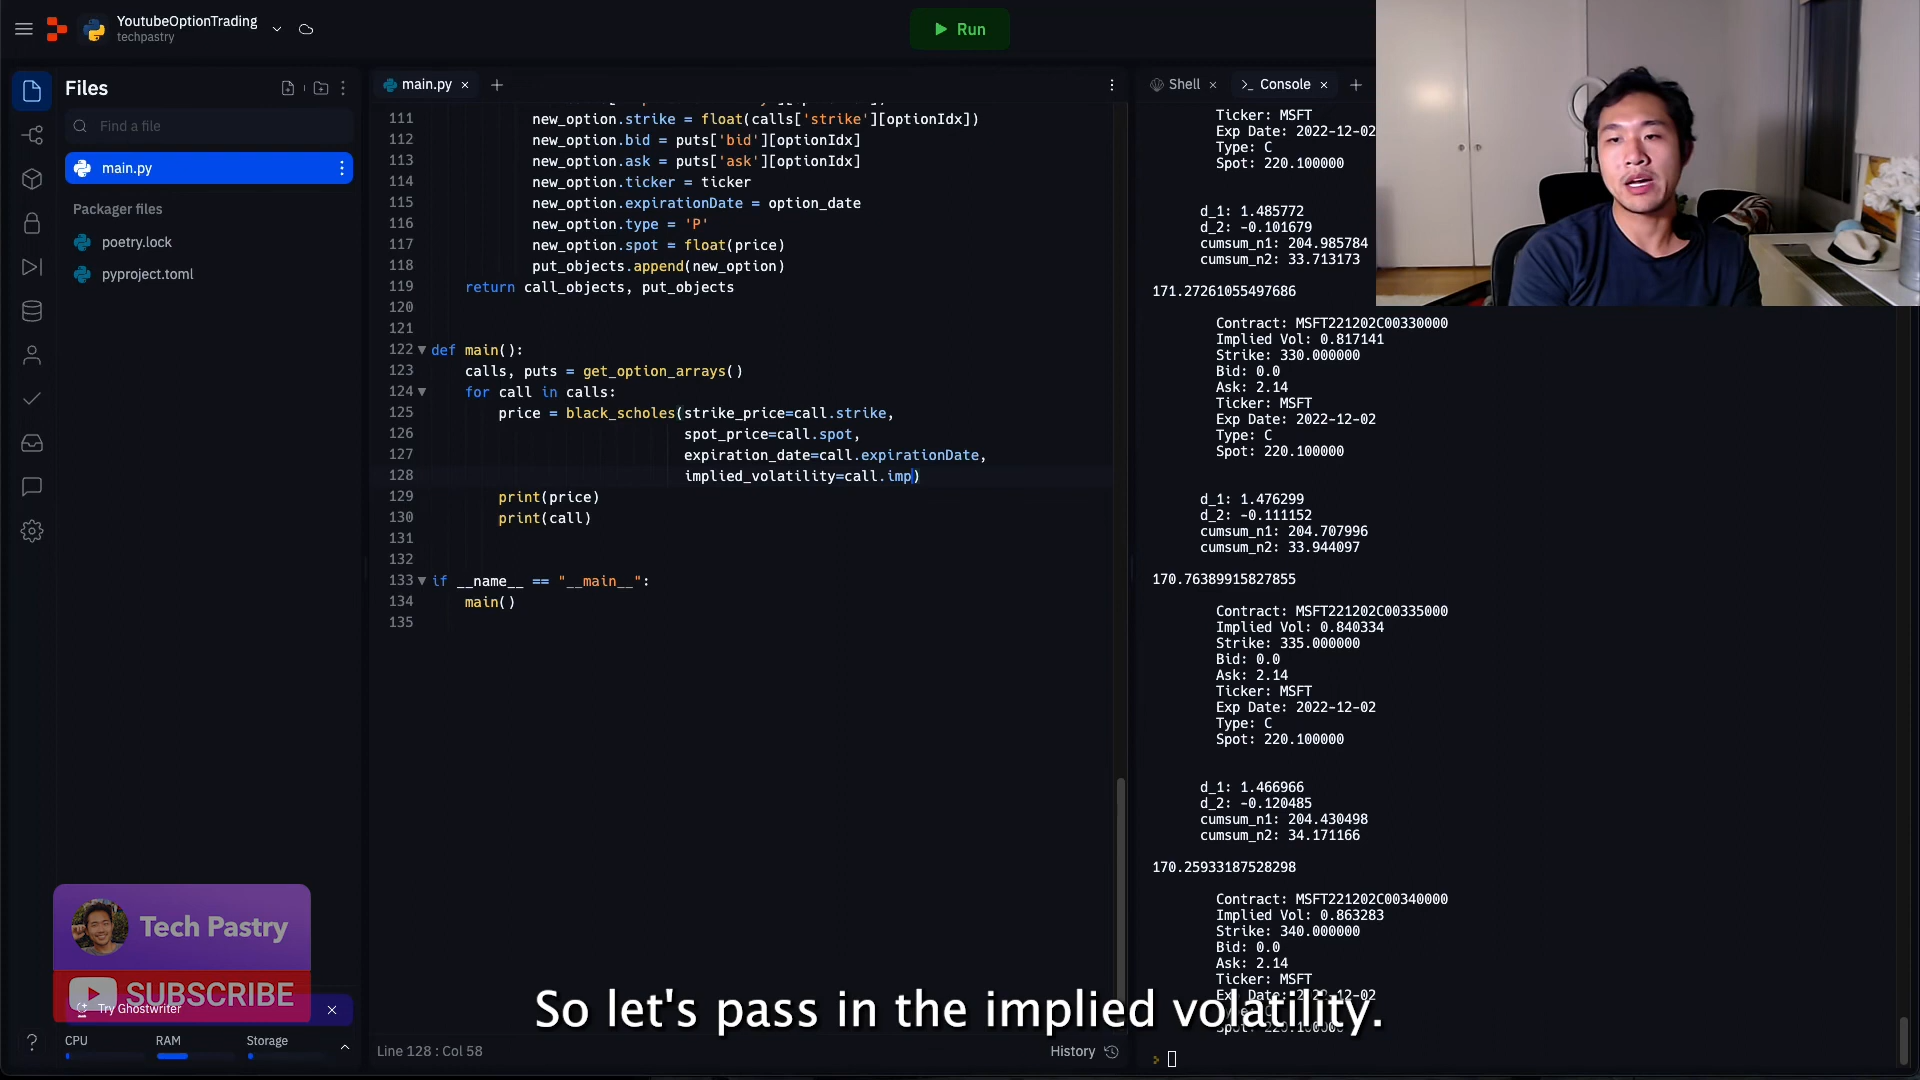 YoutubeOptionTrading
techpastry
Run
Files
Find a file
main.py
Packager files
poetry.lock
pyproject.toml
main.py
111 new_option.strike = float(calls['strike'][optionIdx])
112 new_option.bid = puts['bid'][optionIdx]
113 new_option.ask = puts['ask'][optionIdx]
114 new_option.ticker = ticker
115 new_option.expirationDate = option_date
116 new_option.type = 'P'
117 new_option.spot = float(price)
118 put_objects.append(new_option)
119 return call_objects, put_objects
120
121
122 def main():
123 calls, puts = get_option_arrays()
124 for call in calls:
125 price = black_scholes(strike_price=call.strike,
126 spot_price=call.spot,
127 expiration_date=call.expirationDate,
128 implied_volatility=call.imp)
129 print(price)
130 print(call)
131
132
133 if __name__ == "__main__":
134 main()
135
Shell
Console
Ticker: MSFT
Exp Date: 2022-12-02
Type: C
Spot: 220.100000
d_1: 1.485772
d_2: -0.101679
cumsum_n1: 204.985784
cumsum_n2: 33.713173
171.27261055497686
Contract: MSFT221202C00330000
Implied Vol: 0.817141
Strike: 330.000000
Bid: 0.0
Ask: 2.14
Ticker: MSFT
Exp Date: 2022-12-02
Type: C
Spot: 220.100000
d_1: 1.476299
d_2: -0.111152
cumsum_n1: 204.707996
cumsum_n2: 33.944097
170.76389915827855
Contract: MSFT221202C00335000
Implied Vol: 0.840334
Strike: 335.000000
Bid: 0.0
Ask: 2.14
Ticker: MSFT
Exp Date: 2022-12-02
Type: C
Spot: 220.100000
d_1: 1.466966
d_2: -0.120485
cumsum_n1: 204.430498
cumsum_n2: 34.171166
170.25933187528298
Contract: MSFT221202C00340000
Implied Vol: 0.863283
Strike: 340.000000
Bid: 0.0
Ask: 2.14
Ticker: MSFT
Tech Pastry
SUBSCRIBE
Try Ghostwriter
So let's pass in the implied volatility.
CPU RAM Storage
Line 128 : Col 58
History